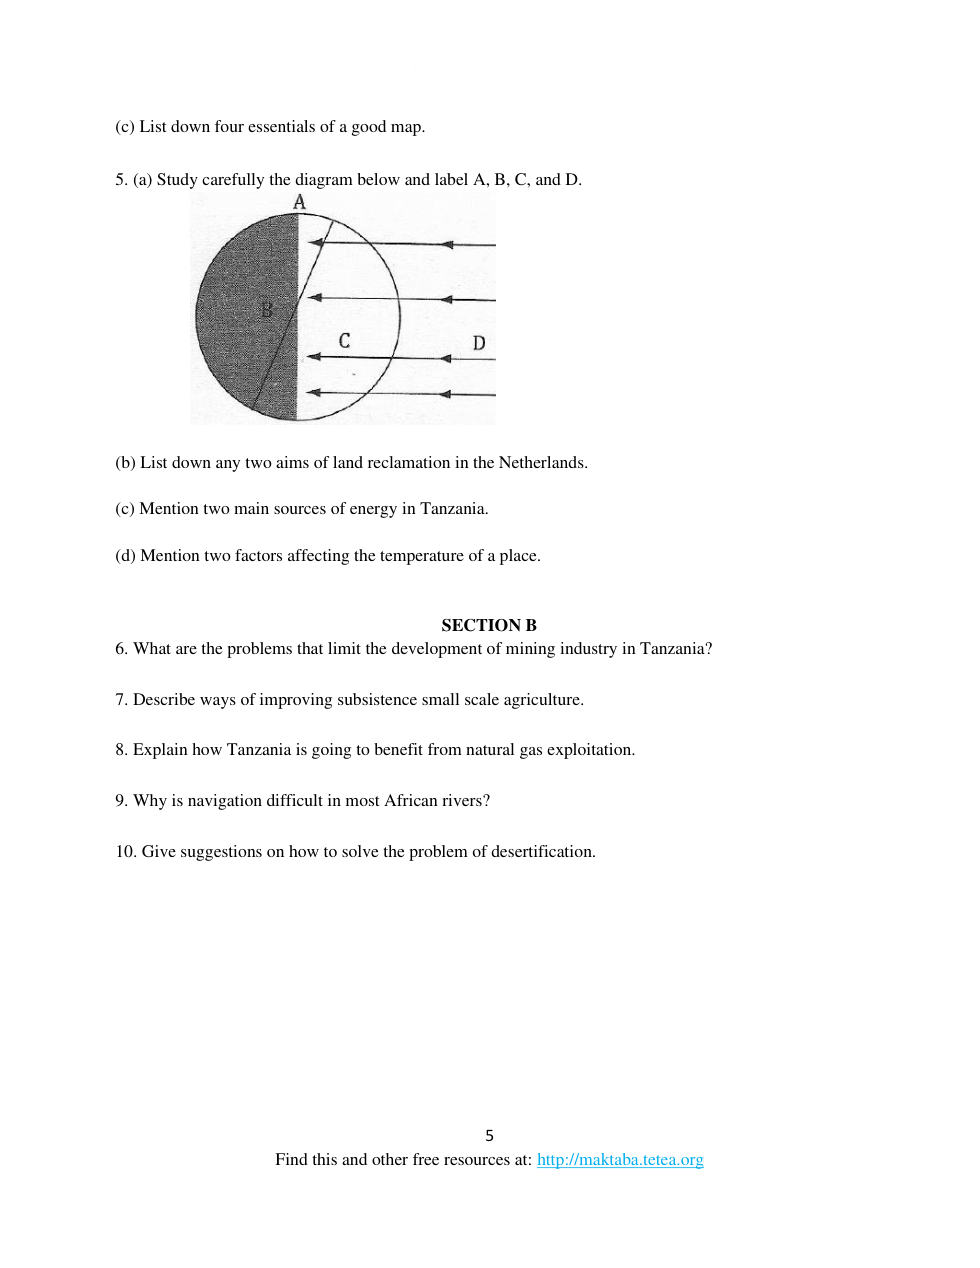 (c) List down four essentials of a good map.
5. (a) Study carefully the diagram below and label A, B, C, and D.
A
B
C
D
(b) List down any two aims of land reclamation in the Netherlands.
(c) Mention two main sources of energy in Tanzania.
(d) Mention two factors affecting the temperature of a place.
SECTION B
6. What are the problems that limit the development of mining industry in Tanzania?
7. Describe ways of improving subsistence small scale agriculture.
8. Explain how Tanzania is going to benefit from natural gas exploitation.
9. Why is navigation difficult in most African rivers?
10. Give suggestions on how to solve the problem of desertification.
5
Find this and other free resources at: http://maktaba.tetea.org